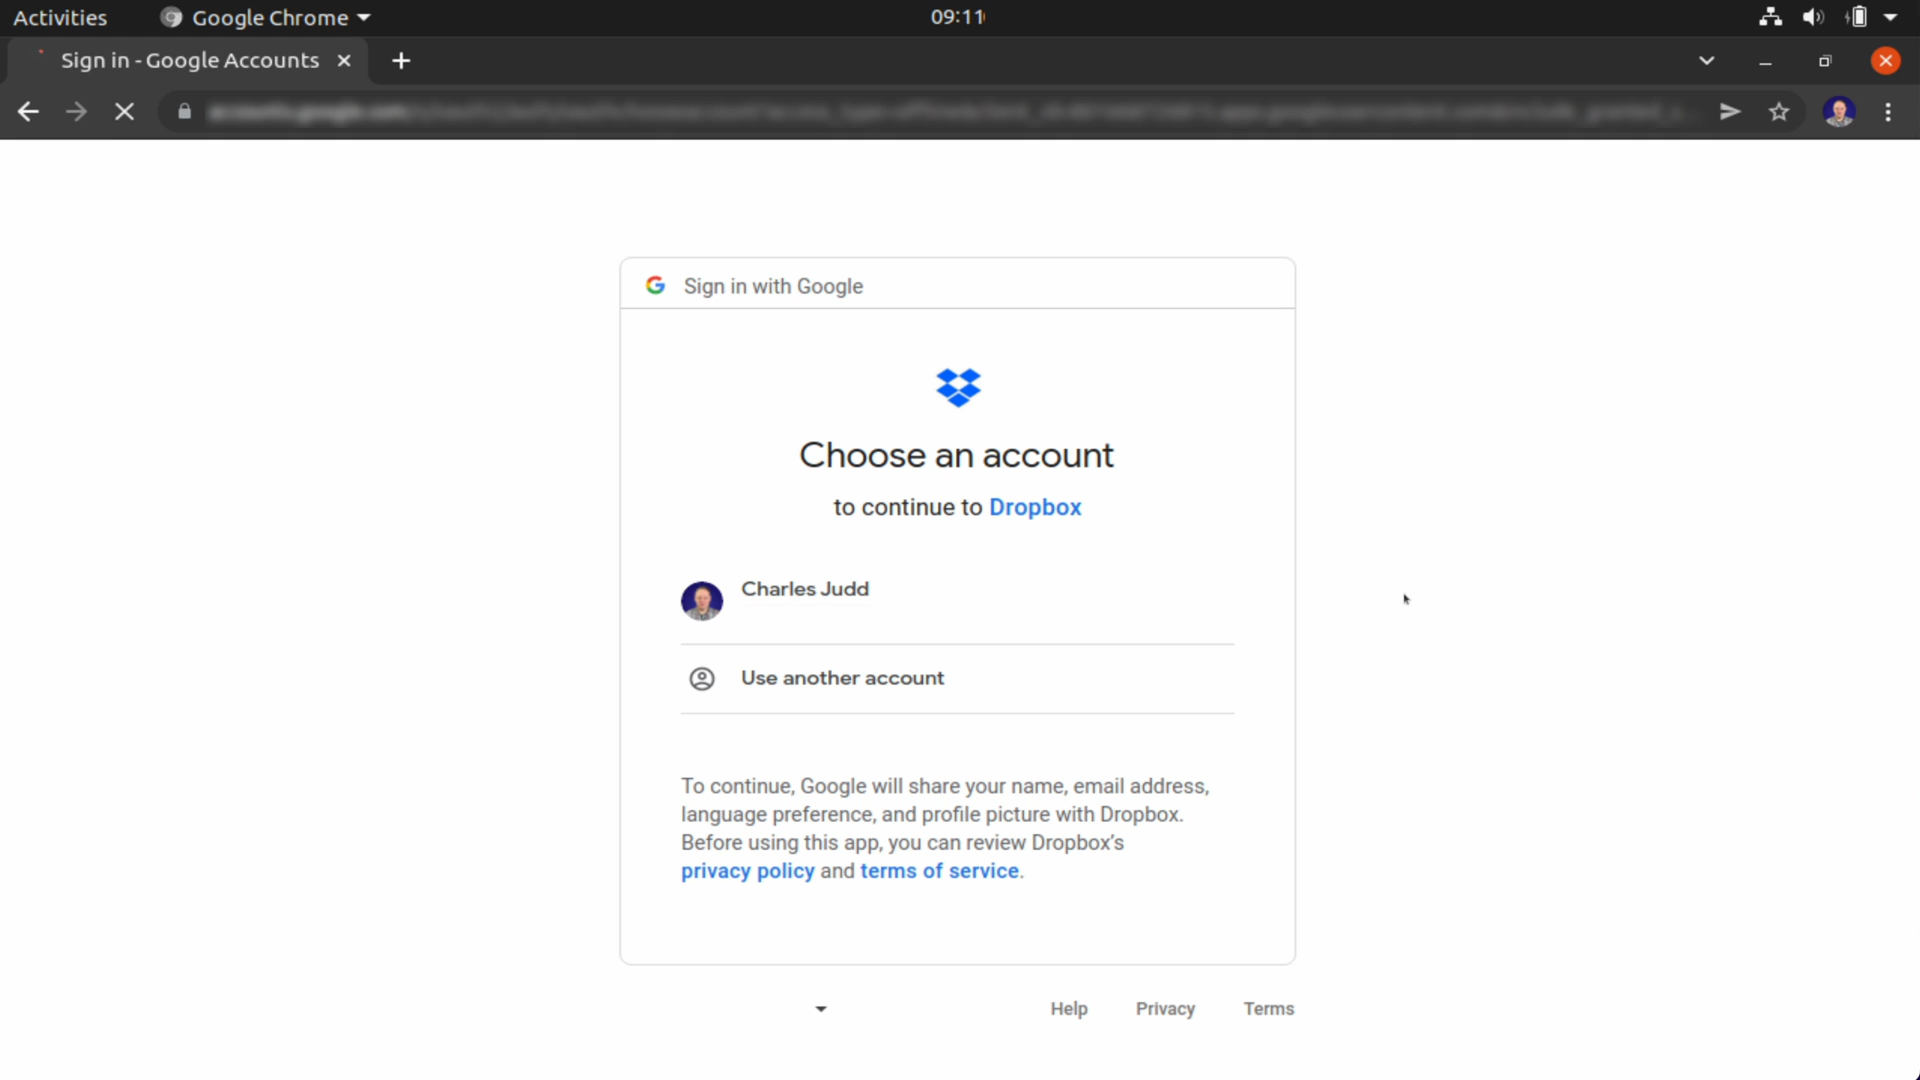 Activities
Google Chrome
09:11
Sign in - Google Accounts
Sign in with Google
Choose an account
to continue to Dropbox
Charles Judd
Use another account
To continue, Google will share your name, email address,
language preference, and profile picture with Dropbox.
Before using this app, you can review Dropbox’s
privacy policy and terms of service.
Help
Privacy
Terms